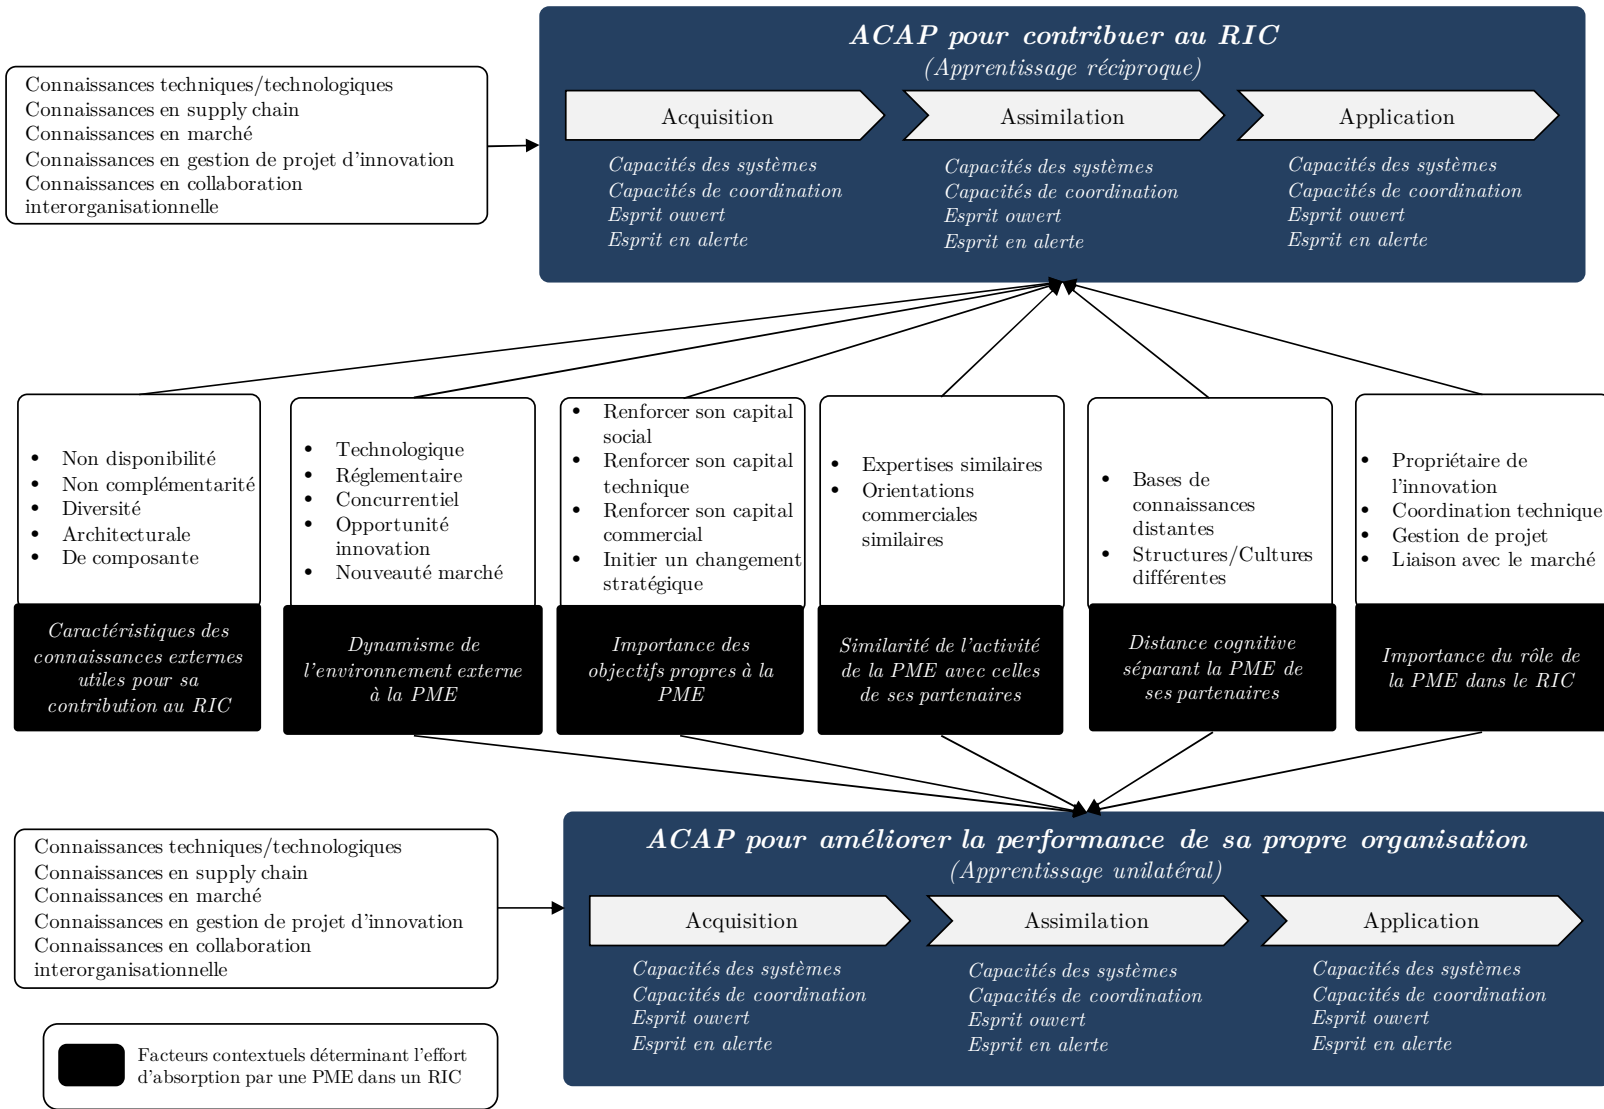 ACAP pour contribuer au RIC
(Apprentissage réciproque)
Connaissances techniques/technologiques
Connaissances en supply chain
Connaissances en marché
Connaissances en gestion de projet d'innovation
Connaissances en collaboration
interorganisationnelle
Acquisition
Assimilation
Application
Capacités des systèmes
Capacités de coordination
Esprit ouvert
Esprit en alerte
Capacités des systèmes
Capacités de coordination
Esprit ouvert
Esprit en alerte
Capacités des systèmes
Capacités de coordination
Esprit ouvert
Esprit en alerte
• Non disponibilité
• Non complémentarité
• Diversité
• Architecturale
• De composante
Caractéristiques des
connaissances externes
utiles pour sa
contribution au RIC
• Technologique
• Réglementaire
• Concurrentiel
• Opportunité
innovation
• Nouveauté marché
Dynamisme de
l'environnement externe
à la PME
• Renforcer son capital
social
• Renforcer son capital
technique
• Renforcer son capital
commercial
• Initier un changement
stratégique
Importance des
objectifs propres à la
PME
• Expertises similaires
• Orientations
commerciales
similaires
Similarité de l'activité
de la PME avec celles
de ses partenaires
• Bases de
connaissances
distantes
• Structures/Cultures
différentes
Distance cognitive
séparant la PME de
ses partenaires
• Propriétaire de
l'innovation
• Coordination technique
• Gestion de projet
• Liaison avec le marché
Importance du rôle de
la PME dans le RIC
ACAP pour améliorer la performance de sa propre organisation
(Apprentissage unilatéral)
Connaissances techniques/technologiques
Connaissances en supply chain
Connaissances en marché
Connaissances en gestion de projet d'innovation
Connaissances en collaboration
interorganisationnelle
Acquisition
Assimilation
Application
Capacités des systèmes
Capacités de coordination
Esprit ouvert
Esprit en alerte
Capacités des systèmes
Capacités de coordination
Esprit ouvert
Esprit en alerte
Capacités des systèmes
Capacités de coordination
Esprit ouvert
Esprit en alerte
Facteurs contextuels déterminant l'effort
d'absorption par une PME dans un RIC